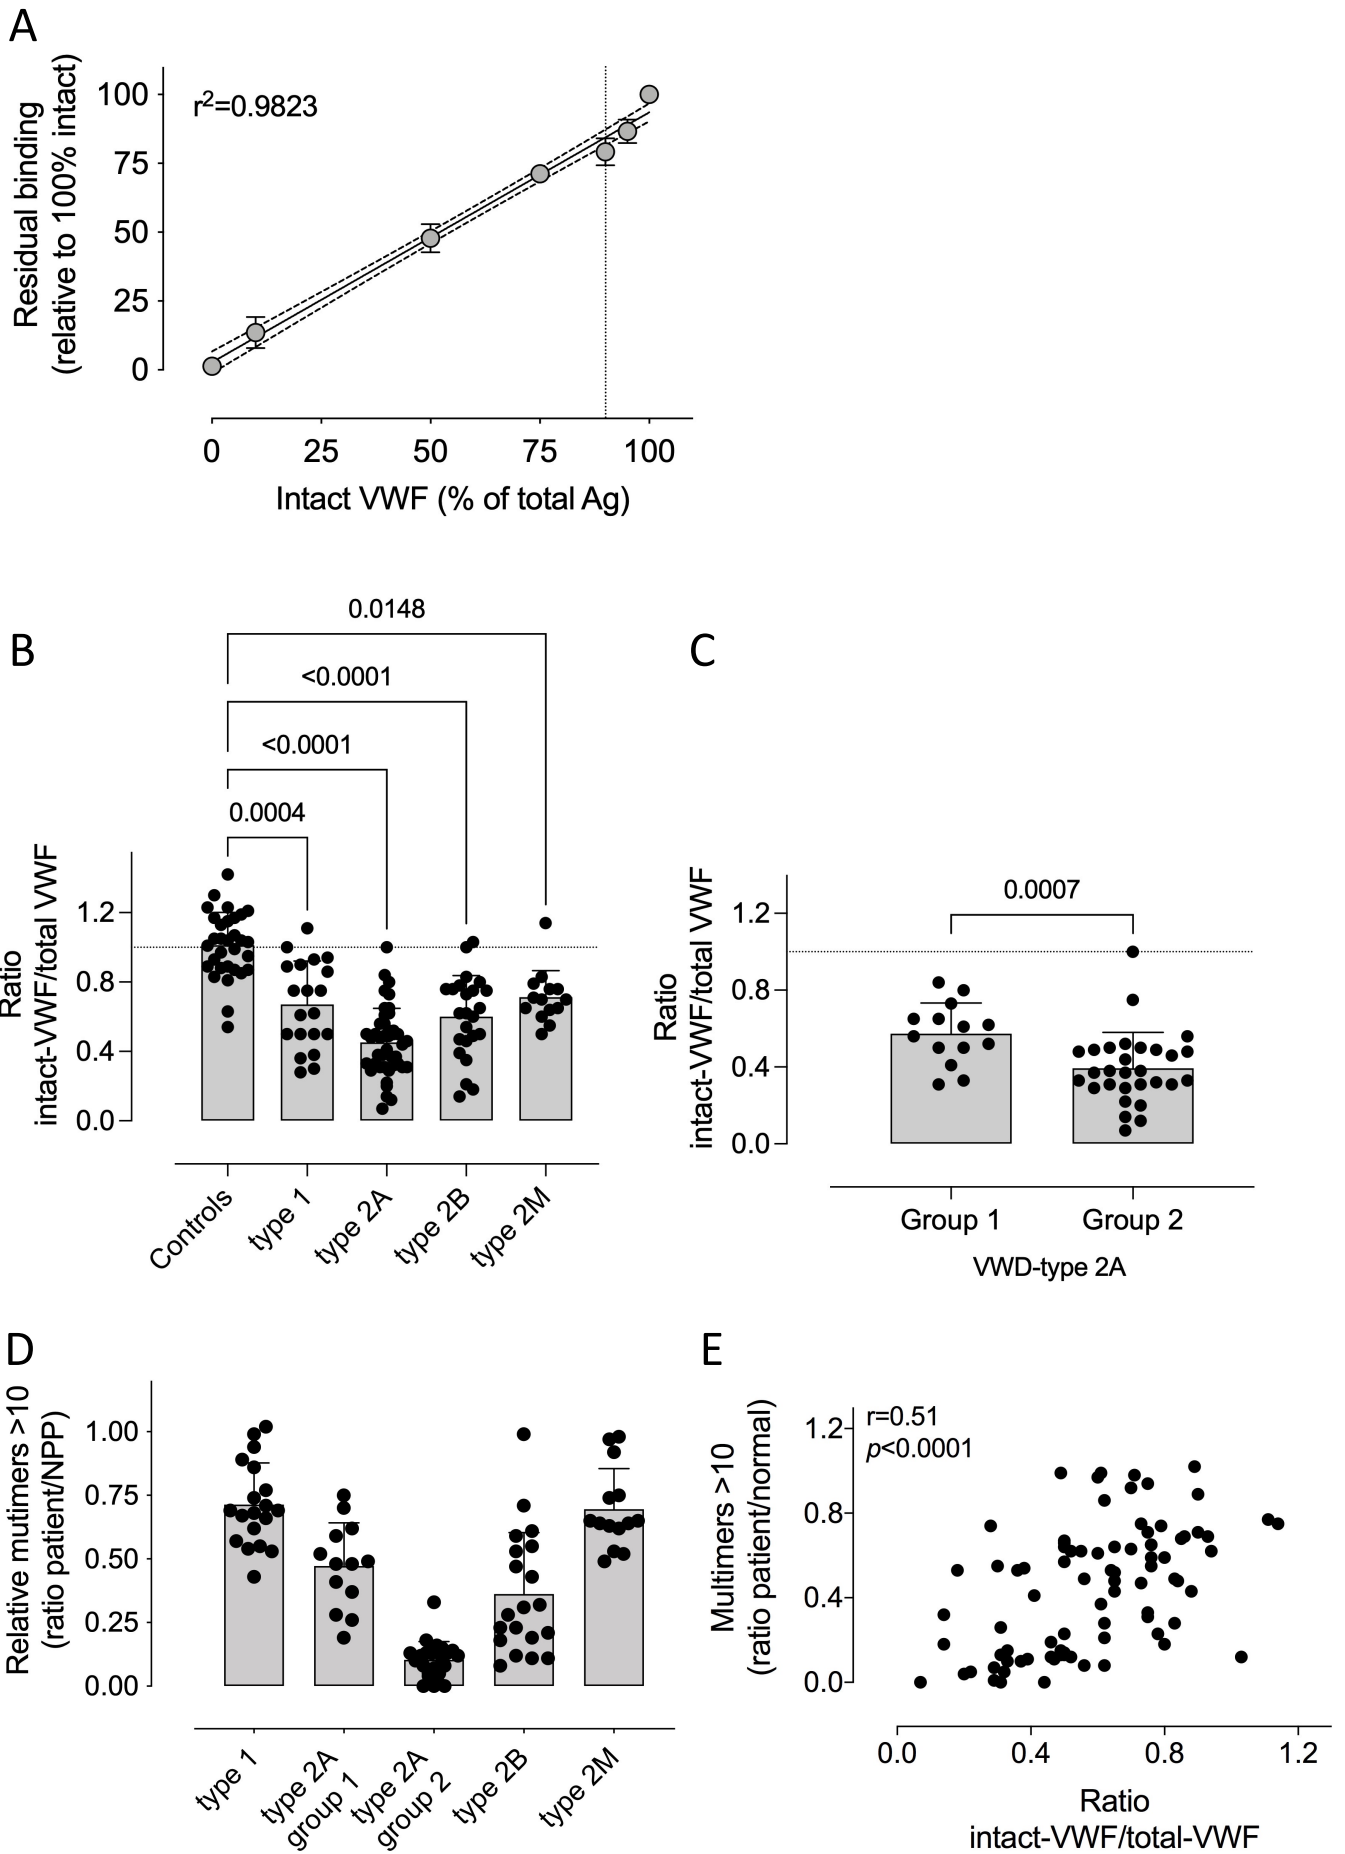 A
Residual binding
(relative to 100% intact)
r²=0.9823
100
75
50
25
0
0 25 50 75 100
Intact VWF (% of total Ag)
B
0.0148
<0.0001
<0.0001
0.0004
Ratio
intact-VWF/total VWF
1.2
0.8
0.4
0.0
Controls
type 1
type 2A
type 2B
type 2M
C
0.0007
Ratio
intact-VWF/total VWF
1.2
0.8
0.4
0.0
Group 1 Group 2
VWD-type 2A
D
Relative mutimers >10
(ratio patient/NPP)
1.00
0.75
0.50
0.25
0.00
type 1
type 2A
group 1
type 2A
group 2
type 2B
type 2M
E
Multimers >10
(ratio patient/normal)
r=0.51
p<0.0001
1.2
0.8
0.4
0.0
0.0 0.4 0.8 1.2
Ratio
intact-VWF/total-VWF